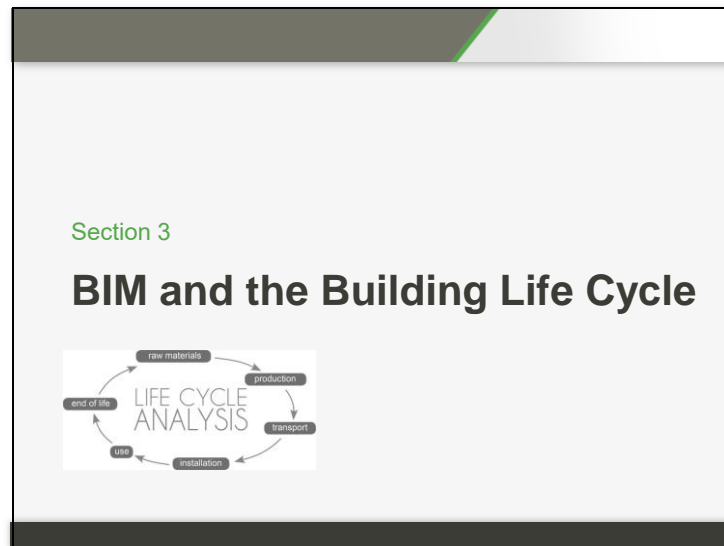 Section 3
BIM and the Building Life Cycle
raw materials
production
end of life
LIFE CYCLE
ANALYSIS
transport
use
installation